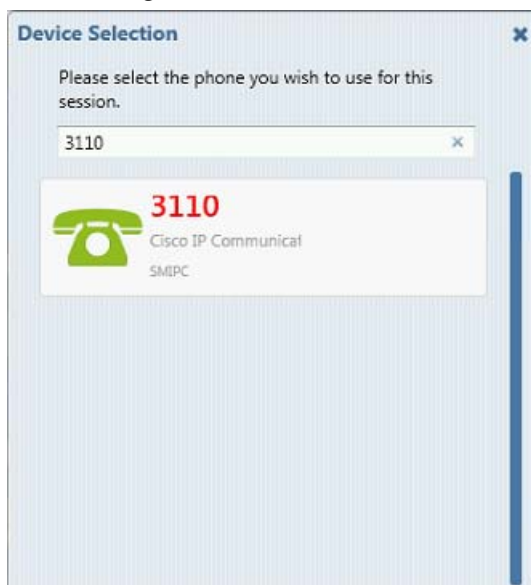 Device Selection
Please select the phone you wish to use for this
session.
3110
3110
Cisco IP Communicat
SMIPC